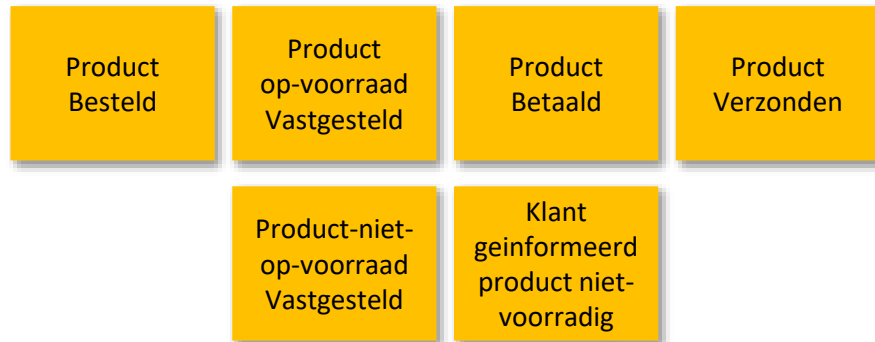 Product
Besteld
Product
op-voorraad
Vastgesteld
Product
Betaald
Product
Verzonden
Product-niet-
op-voorraad
Vastgesteld
Klant
geinformeerd
product niet-
voorradig